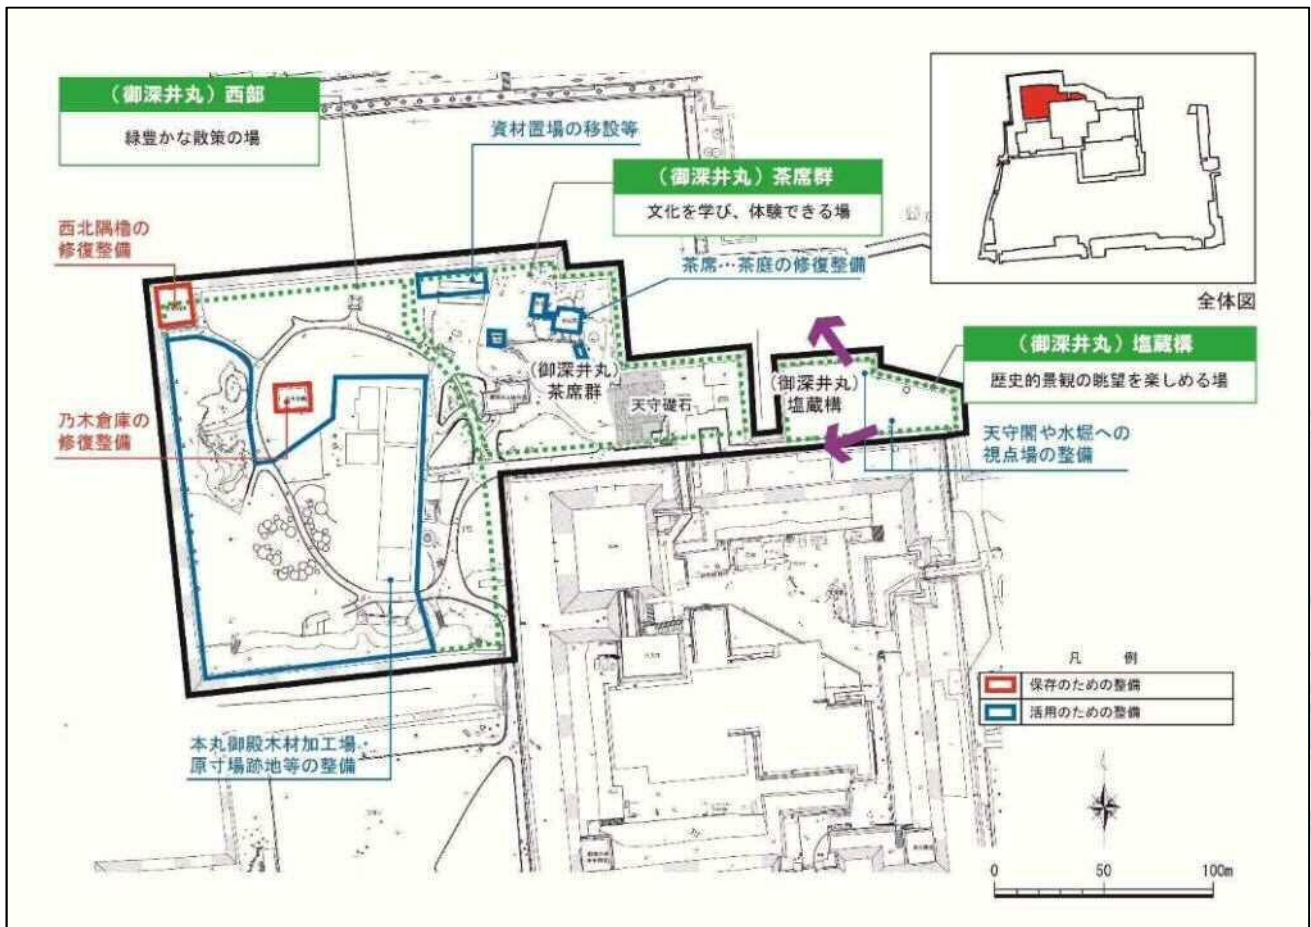 （御深井丸）西部
緑豊かな散策の場
資材置場の移設等
（御深井丸）茶席群
文化を学び、体験できる場
西北隅櫓の
修復整備
茶席…茶庭の修復整備
全体図
（御深井丸）塩蔵構
歴史的景観の眺望を楽しめる場
（御深井丸）
茶席群
（御深井丸）
塩蔵構
天守礎石
乃木倉庫の
修復整備
天守閣や水堀への
視点場の整備
本丸御殿木材加工場・
原寸場跡地等の整備
凡 例
保存のための整備
活用のための整備
0 50 100m